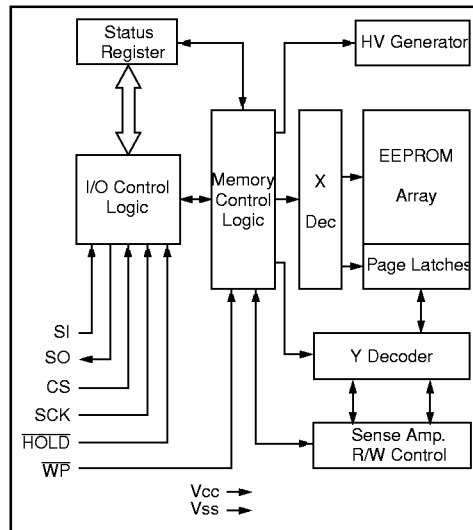 Status
Register
HV Generator
I/O Control
Logic
Memory
Control
Logic
X
Dec
EEPROM
Array
Page Latches
SI
SO
CS
SCK
HOLD
WP
Y Decoder
Sense Amp.
R/W Control
Vcc
Vss